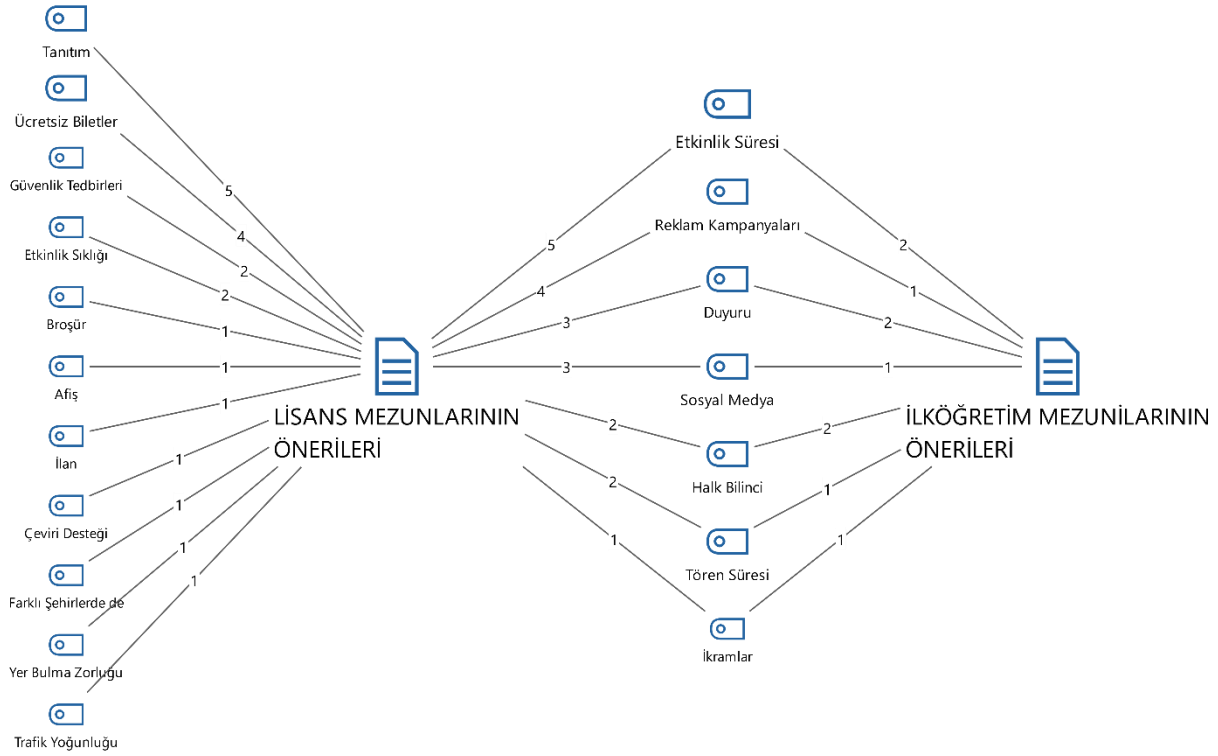 Tanıtım
Ücretsiz Biletler
Güvenlik Tedbirleri
Etkinlik Sıklığı
Broşür
Afiş
İlan
Çeviri Desteği
Farklı Şehirlerde de
Yer Bulma Zorluğu
Trafik Yoğunluğu
5
4
2
2
1
1
1
1
1
1
1
LİSANS MEZUNLARININ
ÖNERİLERİ
5
4
3
3
2
2
1
Etkinlik Süresi
Reklam Kampanyaları
Duyuru
Sosyal Medya
Halk Bilinci
Tören Süresi
İkramlar
2
1
2
1
2
1
1
İLKÖĞRETİM MEZUNİLARININ
ÖNERİLERİ